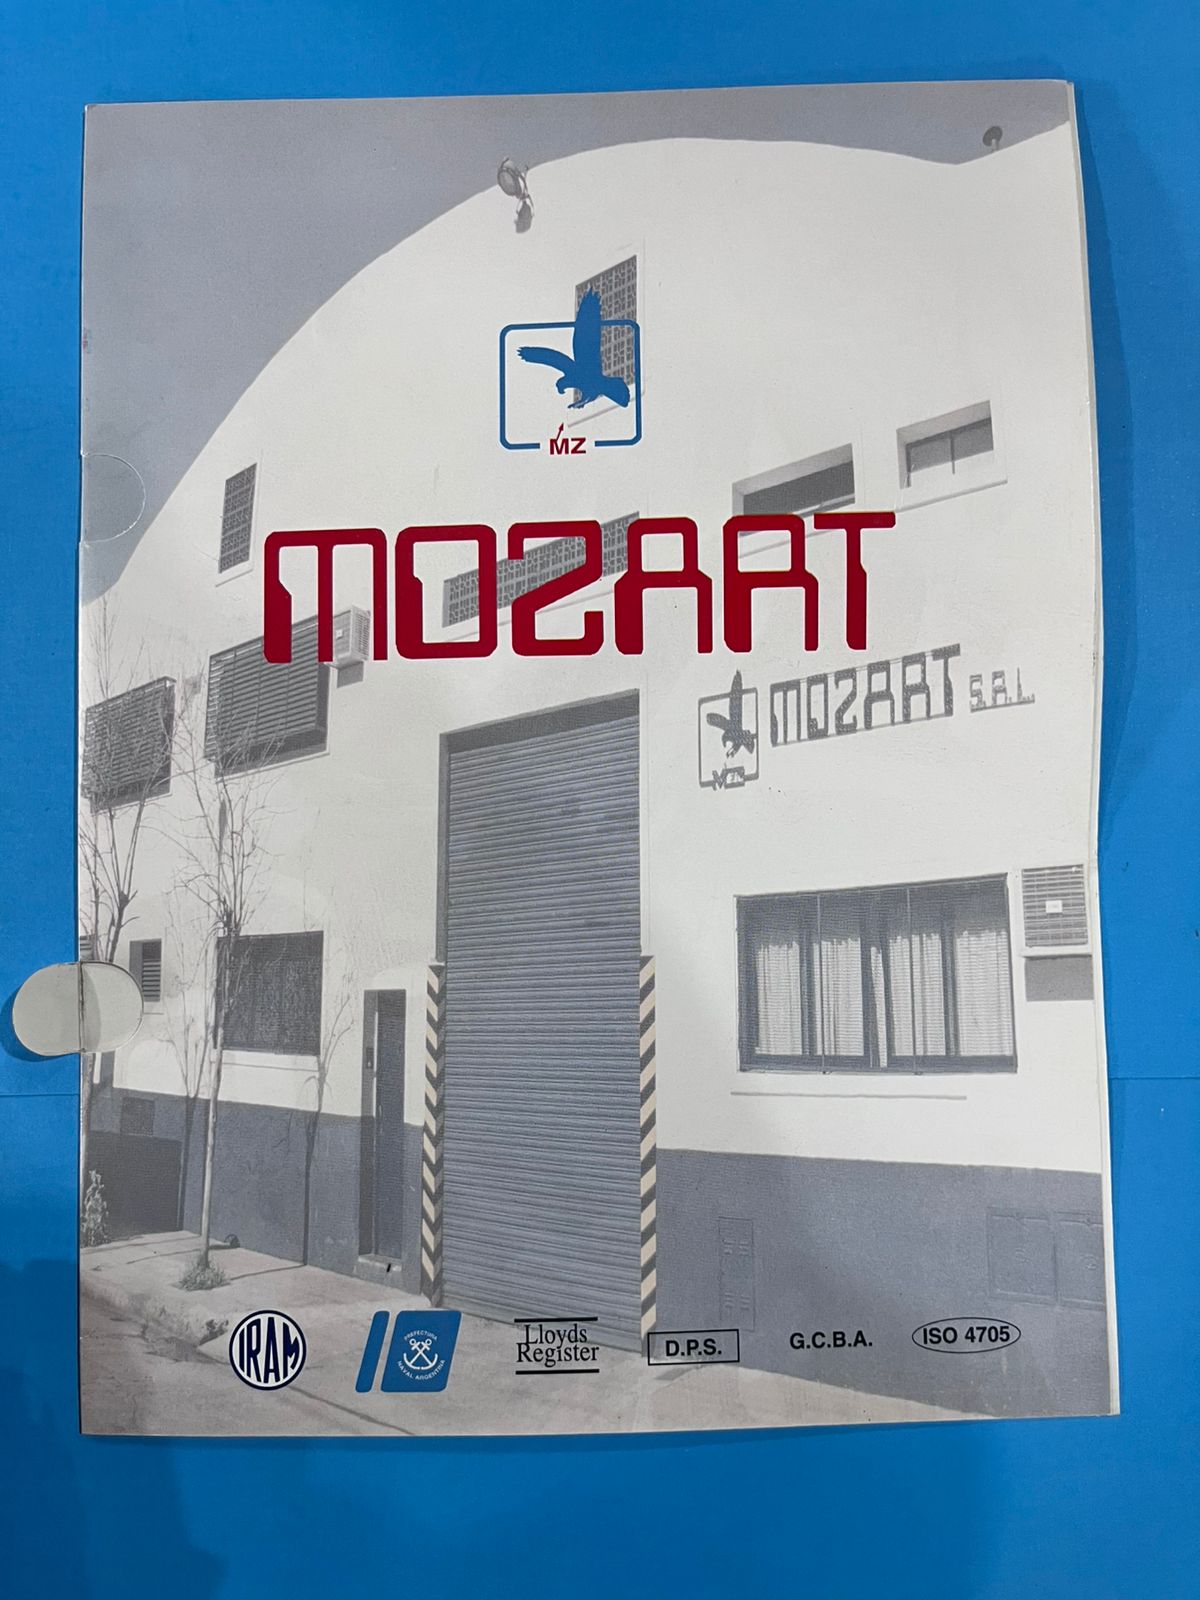 MZ
MOZART
MOZART S.R.L.
MZ
IRAM
PREFECTURA
NAVAL ARGENTINA
Lloyds
Register
D.P.S.
G.C.B.A.
ISO 4705